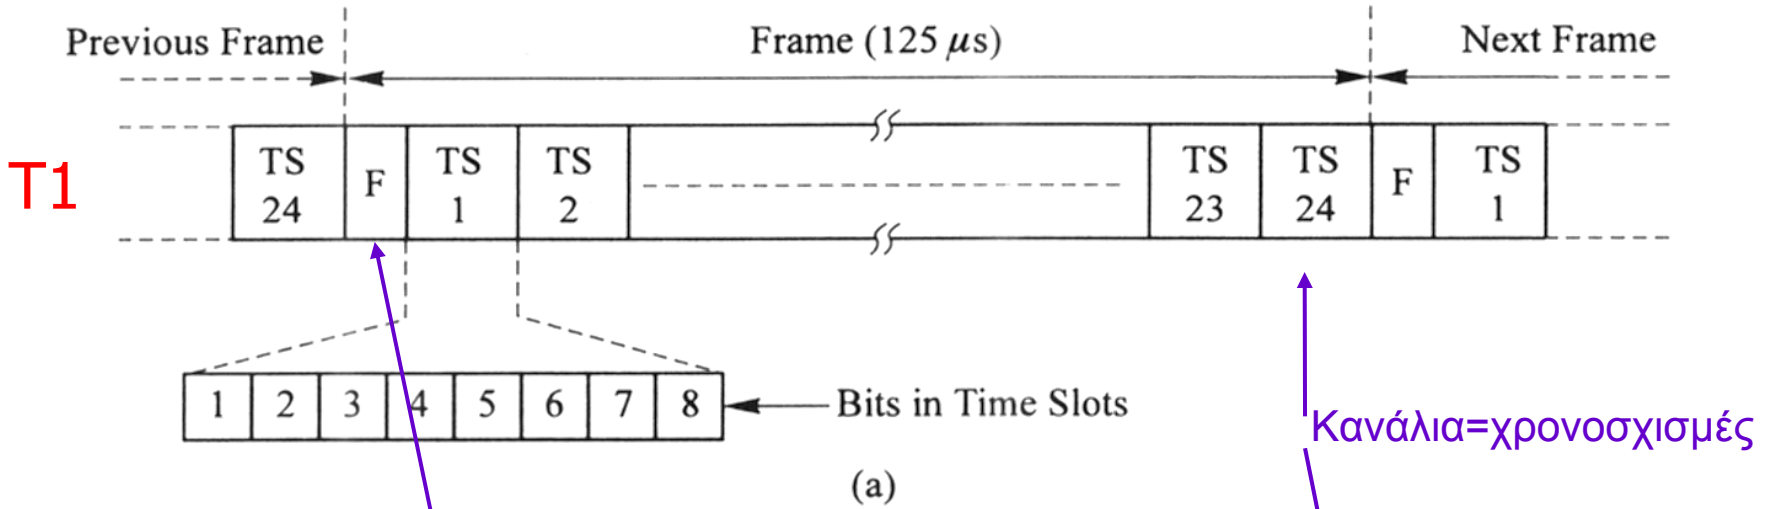 Previous Frame Frame (125 μs) Next Frame
T1
TS 24 F TS 1 TS 2 TS 23 TS 24 F TS 1
1 2 3 4 5 6 7 8 Bits in Time Slots
Κανάλια=χρονοσχισμές
(a)